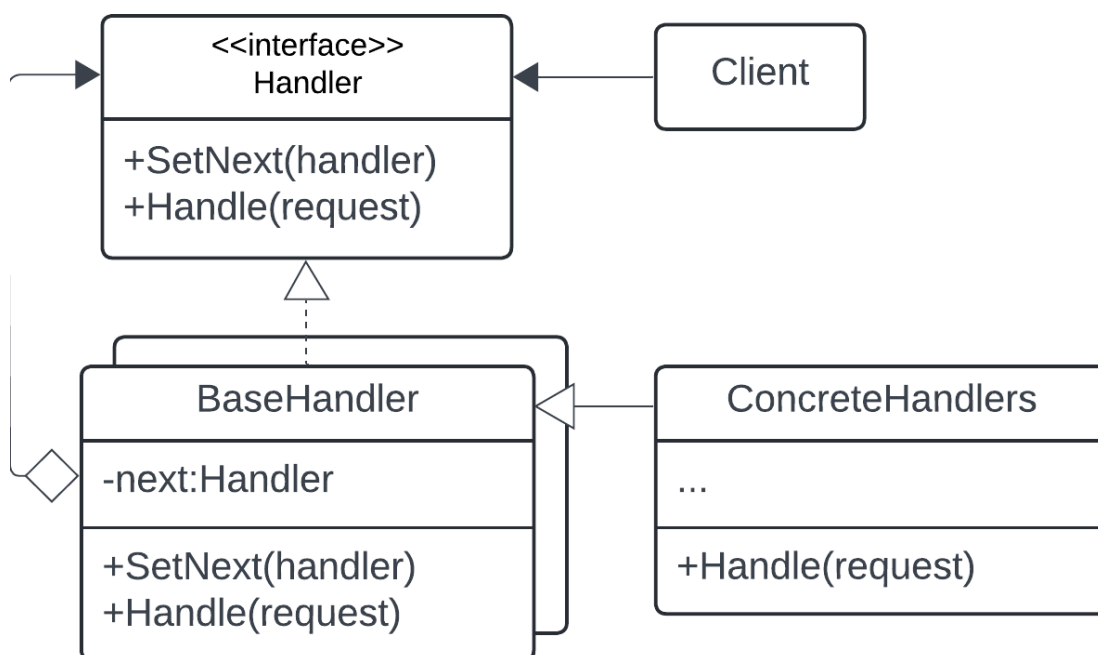 <<interface>>
Handler
Client
+SetNext(handler)
+Handle(request)
BaseHandler
ConcreteHandlers
-next:Handler
...
+SetNext(handler)
+Handle(request)
+Handle(request)